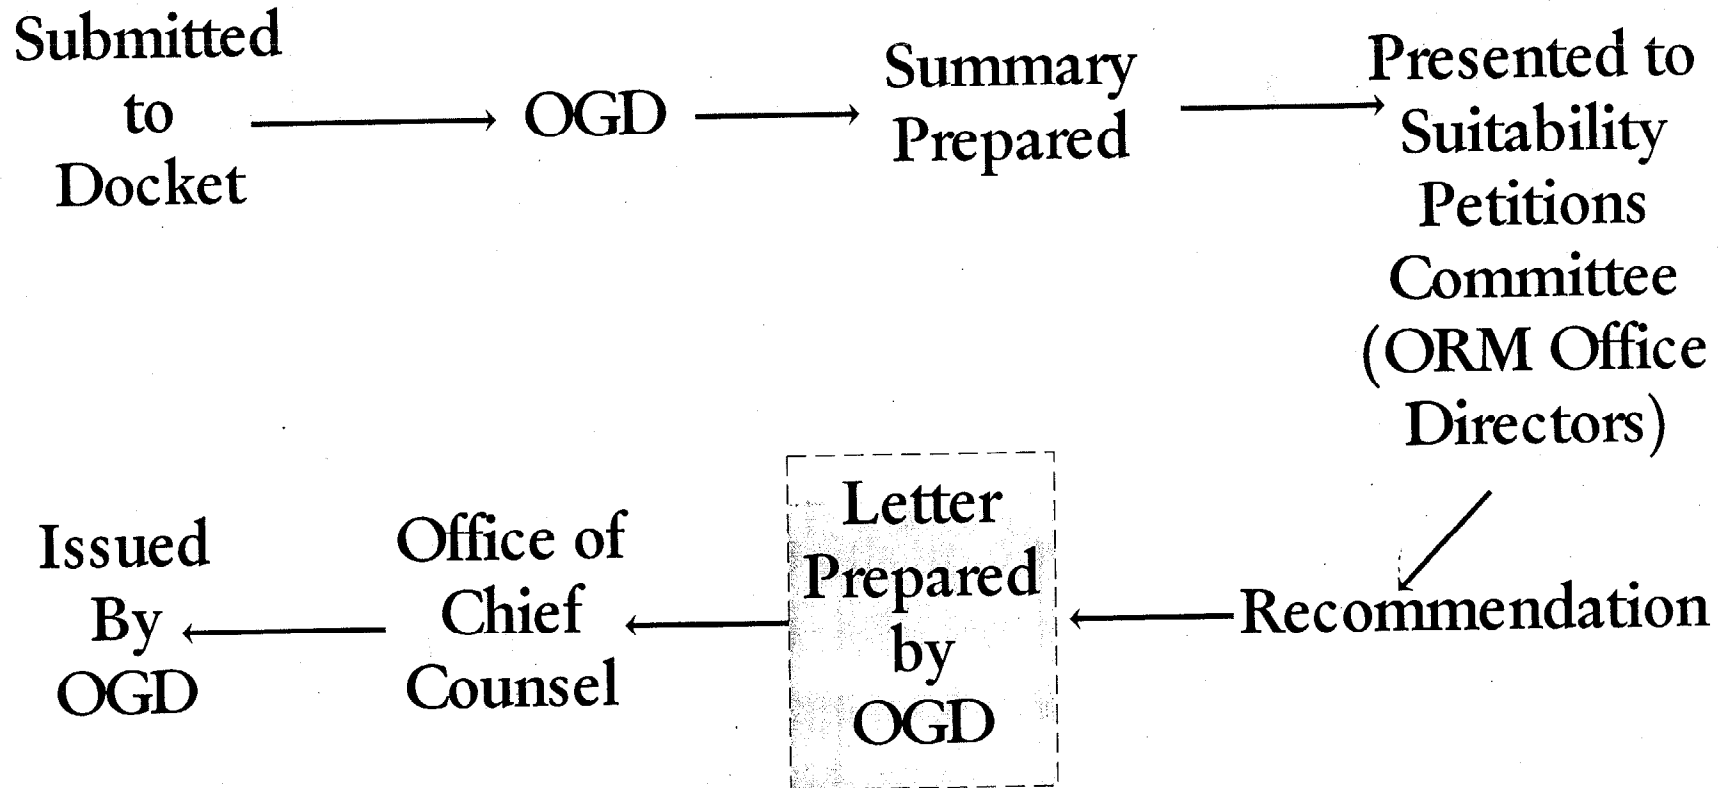 Submitted
to
Docket
OGD
Summary
Prepared
Presented to
Suitability
Petitions
Committee
(ORM Office
Directors)
Recommendation
Letter
Prepared
by
OGD
Office of
Chief
Counsel
Issued
By
OGD